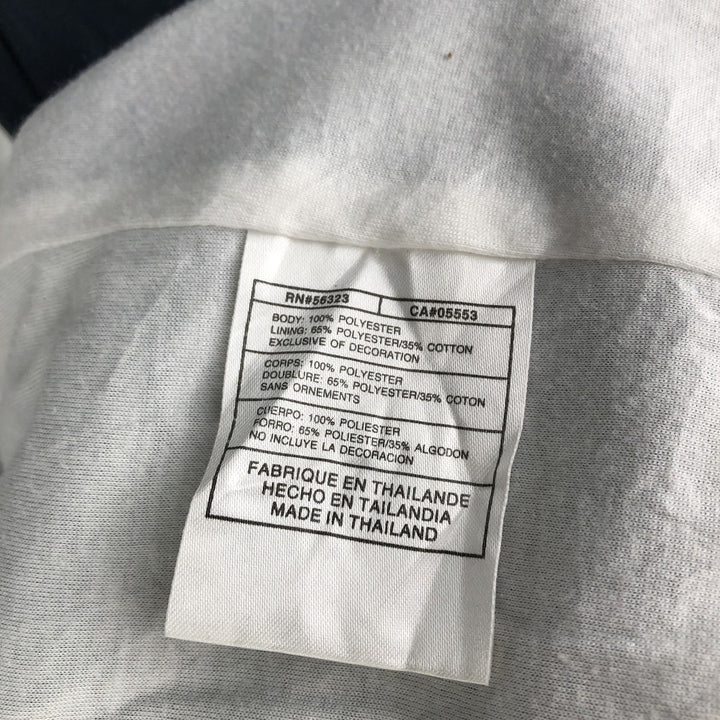 RN#56323 CA#05553
BODY: 100% POLYESTER
LINING: 65% POLYESTER/35% COTTON
EXCLUSIVE OF DECORATION
CORPS: 100% POLYESTER
DOUBLURE: 65% POLYESTER/35% COTON
SANS ORNEMENTS
CUERPO: 100% POLIESTER
FORRO: 65% POLIESTER/35% ALGODON
NO INCLUYE LA DECORACION
FABRIQUE EN THAILANDE
HECHO EN TAILANDIA
MADE IN THAILAND